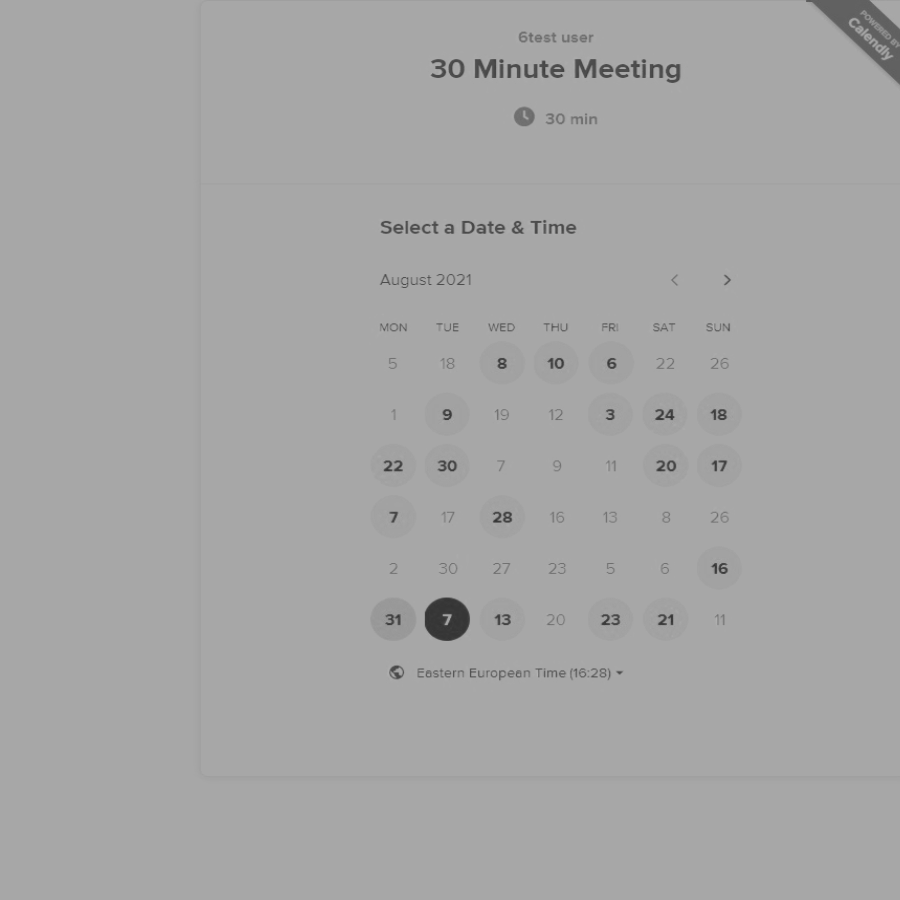 POWERED BY
Calendly
6test user
30 Minute Meeting
30 min
Select a Date & Time
August 2021
MON TUE WED THU FRI SAT SUN
5 18 8 10 6 22 26
1 9 19 12 3 24 18
22 30 7 9 11 20 17
7 17 28 16 13 8 26
2 30 27 23 5 6 16
31 7 13 20 23 21 11
Eastern European Time (16:28)